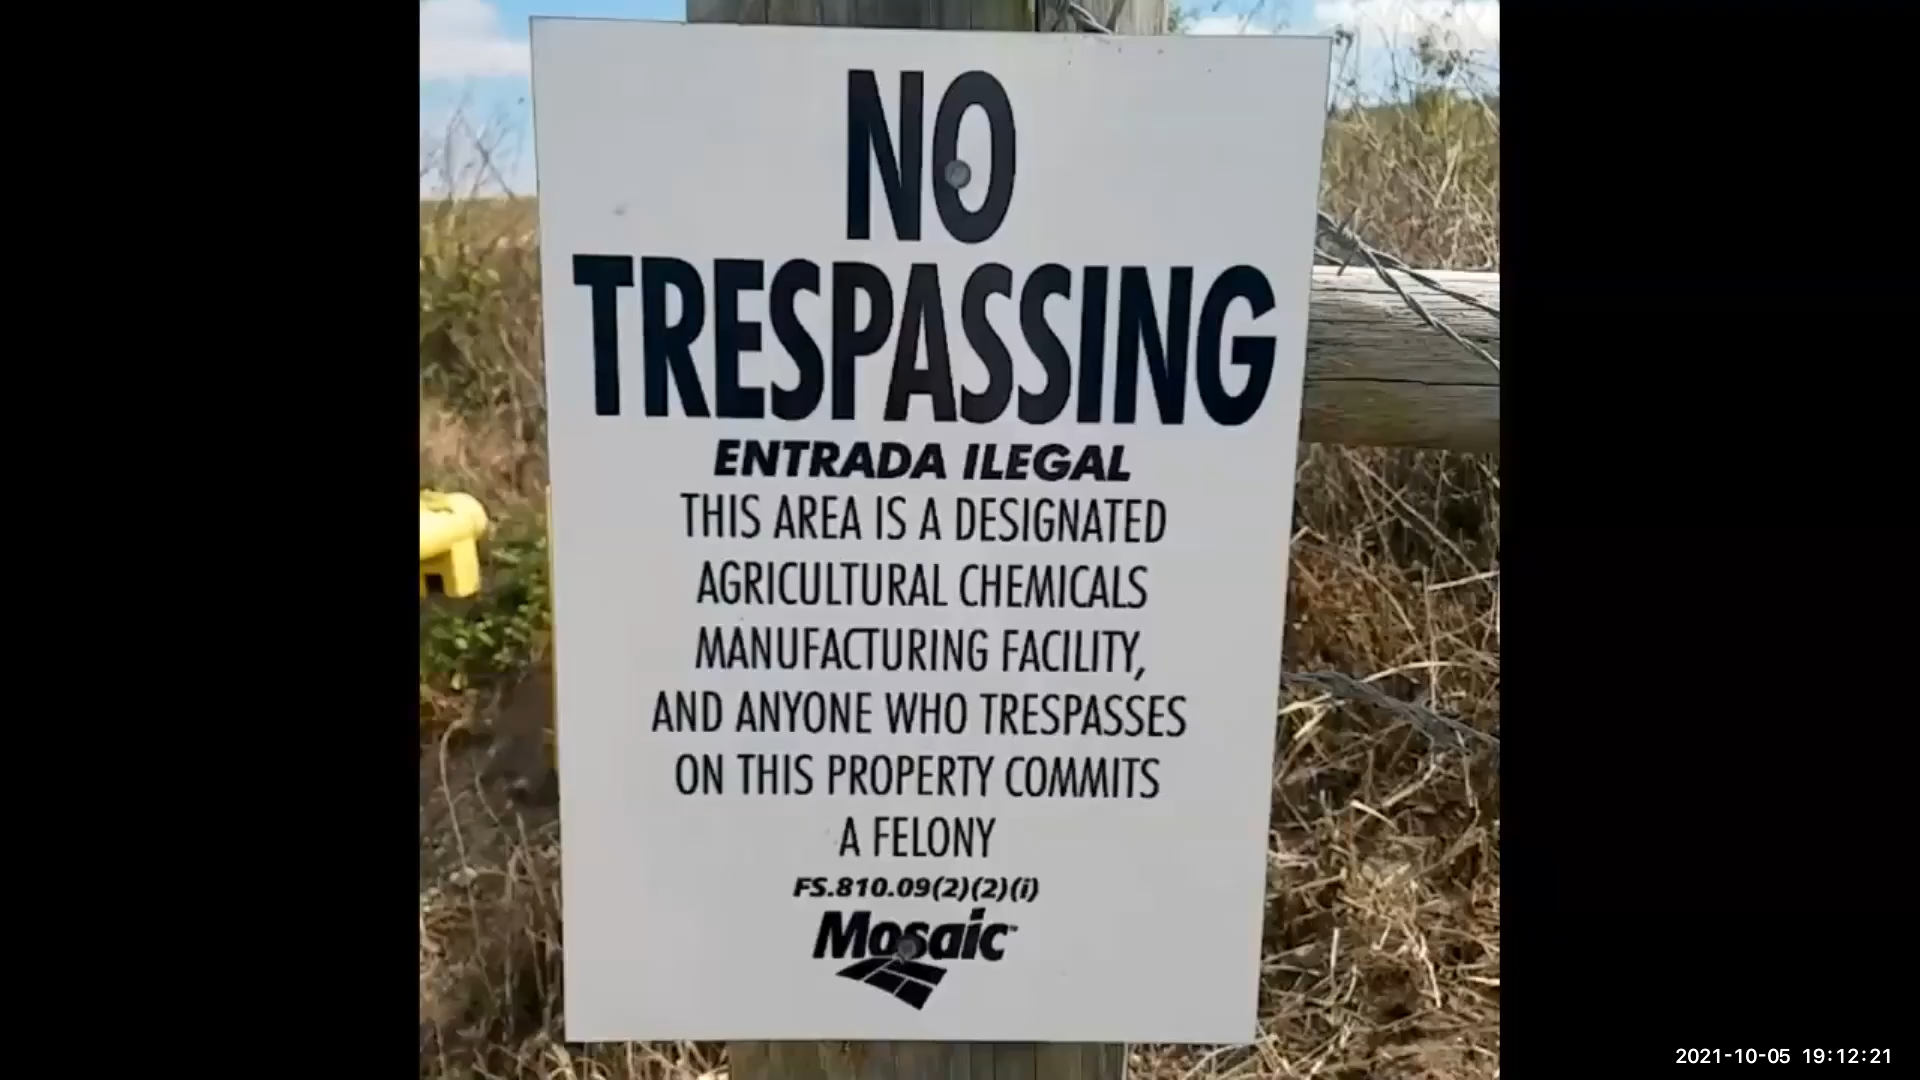 NO
TRESPASSING
ENTRADA ILEGAL
THIS AREA IS A DESIGNATED
AGRICULTURAL CHEMICALS
MANUFACTURING FACILITY,
AND ANYONE WHO TRESPASSES
ON THIS PROPERTY COMMITS
A FELONY
FS.810.09(2)(2)(i)
Mosaic™
2021-10-05 19:12:21